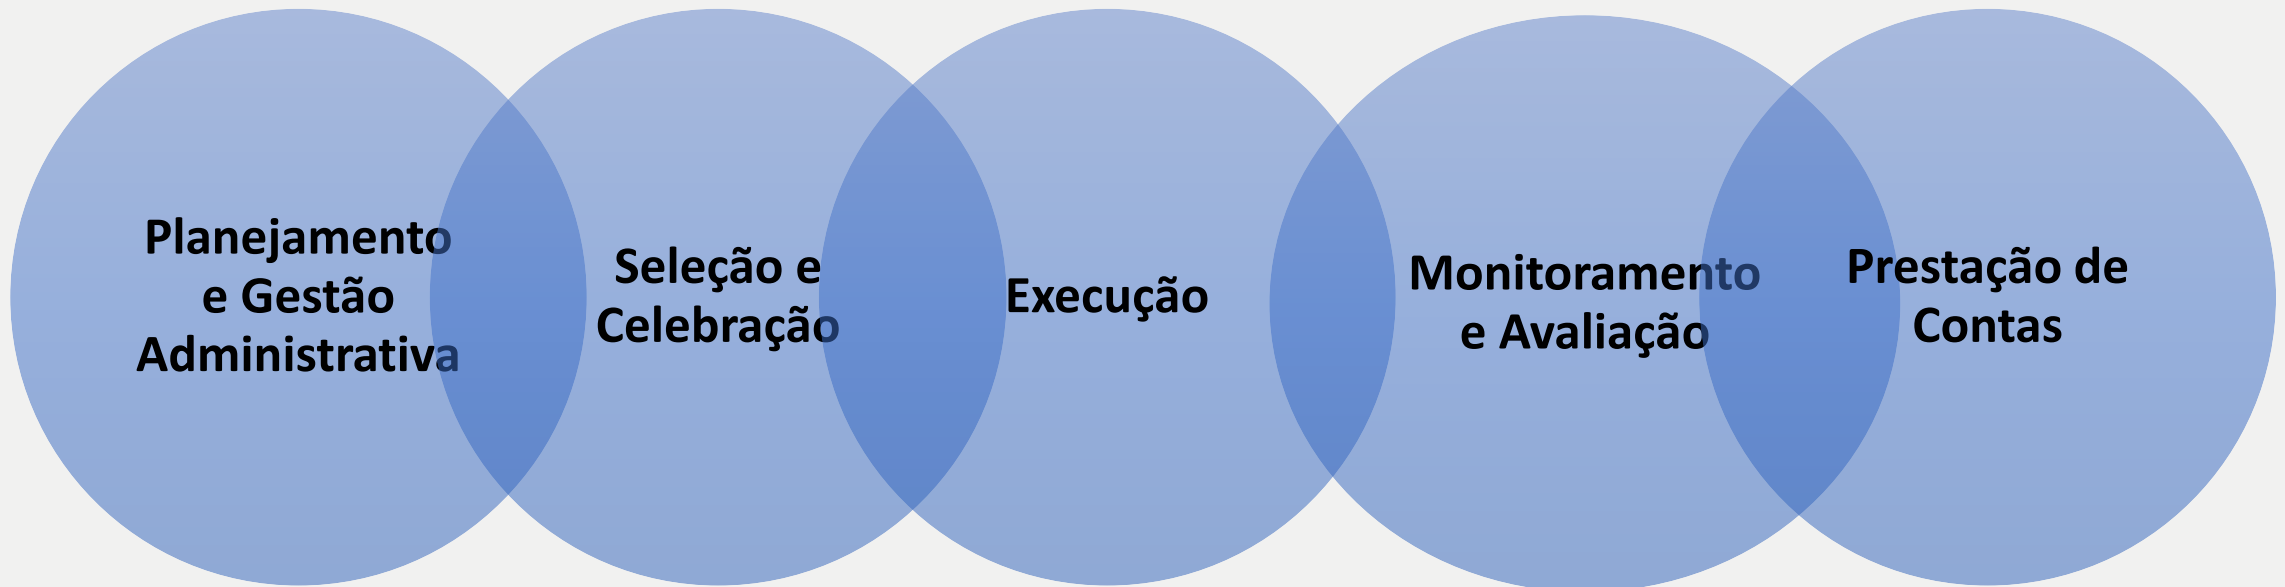 Planejamento
e Gestão
Administrativa
Seleção e
Celebração
Execução
Monitoramento
e Avaliação
Prestação de
Contas